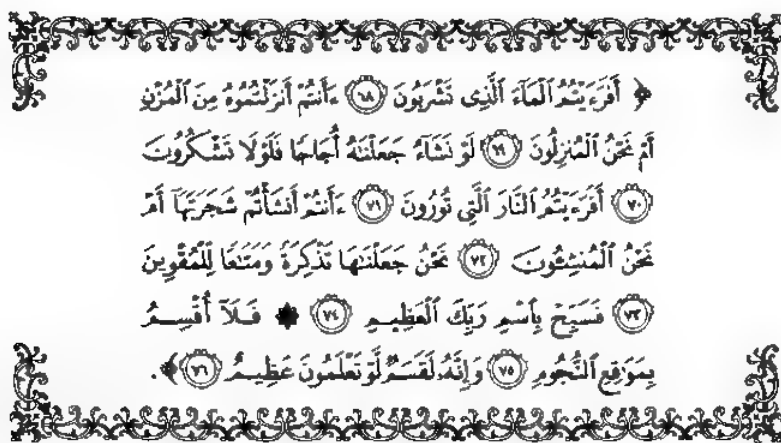 ﴿ أَفَرَءَيْتُمُ ٱلْمَآءَ ٱلَّذِى تَشْرَبُونَ ٦٨ ءَأَنتُمْ أَنزَلْتُمُوهُ مِنَ ٱلْمُزْنِ
أَمْ نَحْنُ ٱلْمُنزِلُونَ ٦٩ لَوْ نَشَآءُ جَعَلْنَٰهُ أُجَاجًا فَلَوْلَا تَشْكُرُونَ
٧٠ أَفَرَءَيْتُمُ ٱلنَّارَ ٱلَّتِى تُورُونَ ٧١ ءَأَنتُمْ أَنشَأْتُمْ شَجَرَتَهَآ أَمْ
نَحْنُ ٱلْمُنشِـُٔونَ ٧٢ نَحْنُ جَعَلْنَٰهَا تَذْكِرَةً وَمَتَٰعًا لِّلْمُقْوِينَ
٧٣ فَسَبِّحْ بِٱسْمِ رَبِّكَ ٱلْعَظِيمِ ٧٤ ۞ فَلَآ أُقْسِمُ
بِمَوَٰقِعِ ٱلنُّجُومِ ٧٥ وَإِنَّهُۥ لَقَسَمٌ لَّوْ تَعْلَمُونَ عَظِيمٌ ٧٦ ﴾.